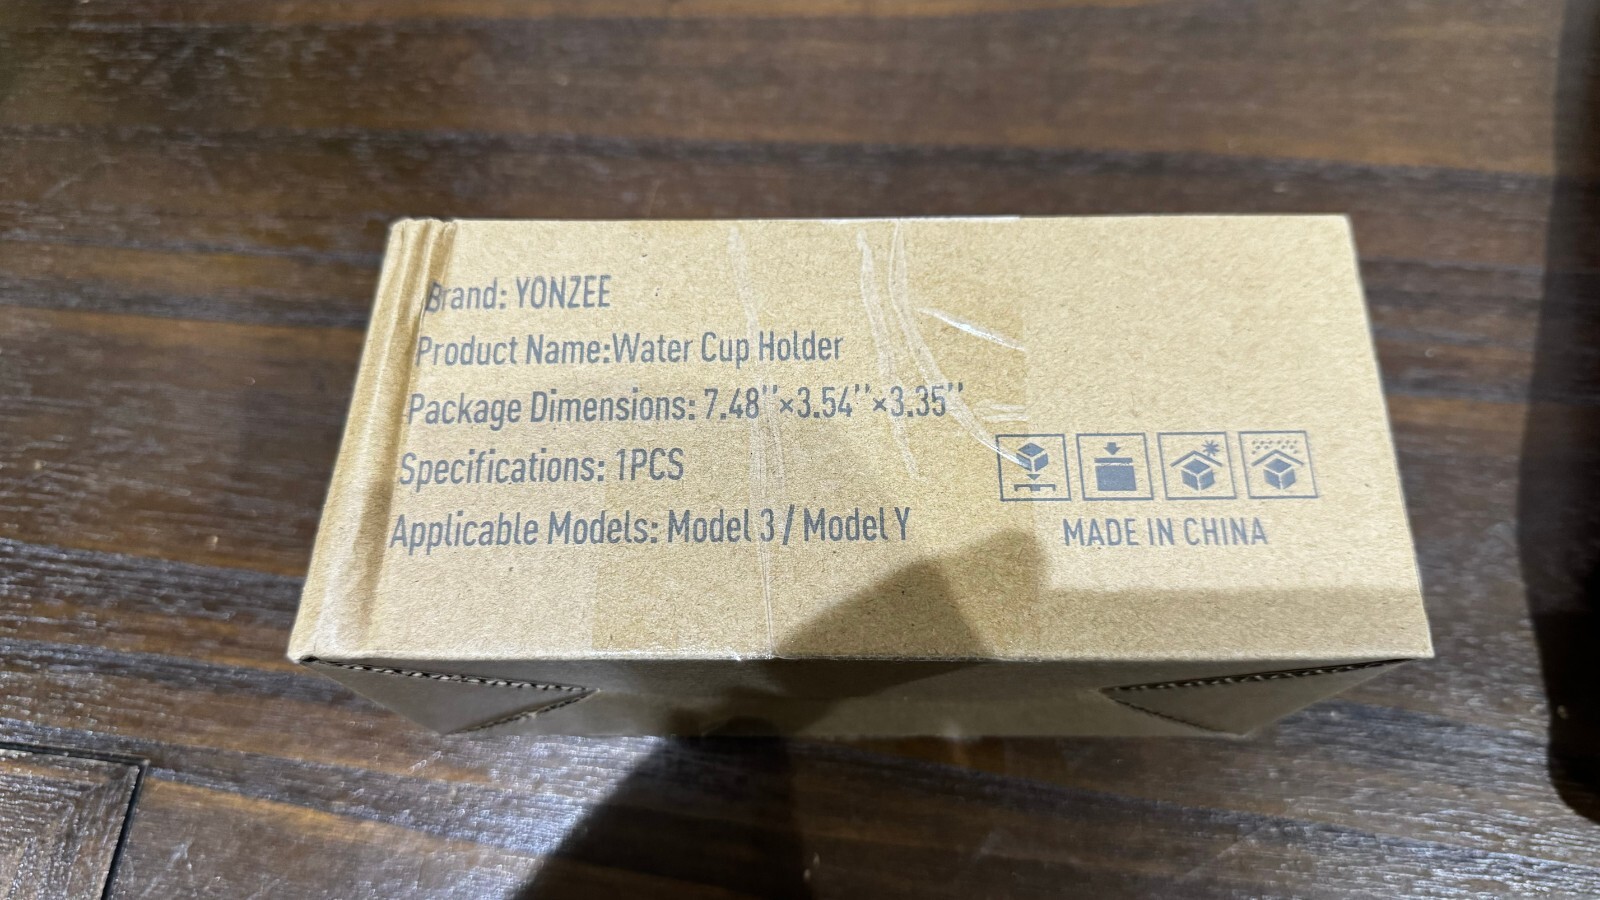 Brand: YONZEE
Product Name:Water Cup Holder
Package Dimensions: 7.48''×3.54''×3.35''
Specifications: 1PCS
Applicable Models: Model 3 / Model Y
MADE IN CHINA